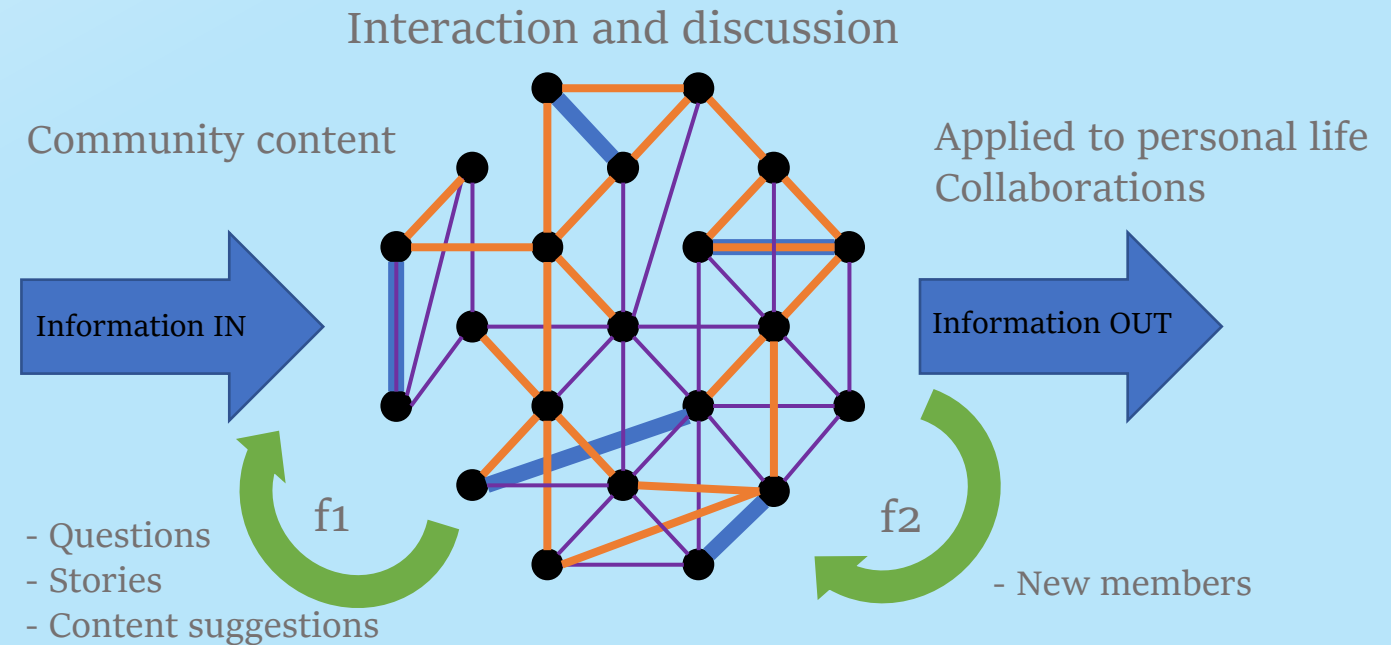 Interaction and discussion
Community content
Applied to personal life
Collaborations
Information IN
Information OUT
f1
f2
- Questions
- Stories
- Content suggestions
- New members